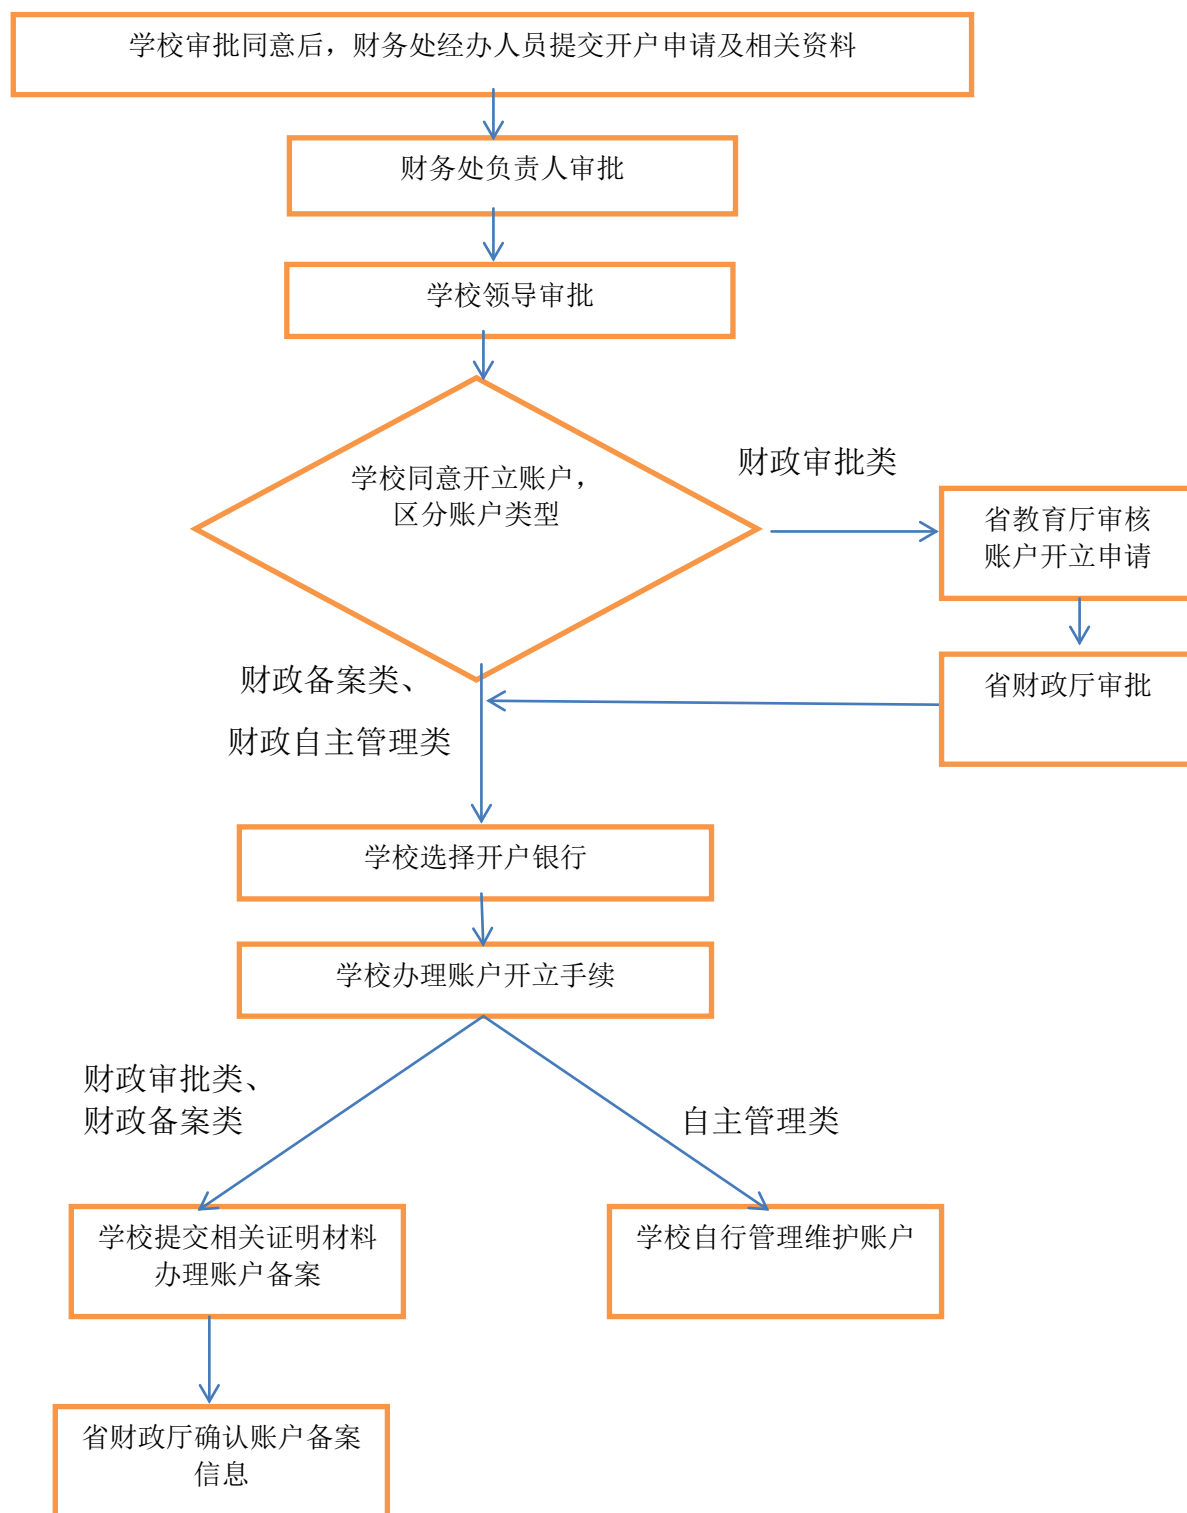 学校审批同意后，财务处经办人员提交开户申请及相关资料
财务处负责人审批
学校领导审批
学校同意开立账户，
区分账户类型
财政审批类
省教育厅审核
账户开立申请
省财政厅审批
财政备案类、
财政自主管理类
学校选择开户银行
学校办理账户开立手续
财政审批类、
财政备案类
自主管理类
学校提交相关证明材料
办理账户备案
学校自行管理维护账户
省财政厅确认账户备案
信息